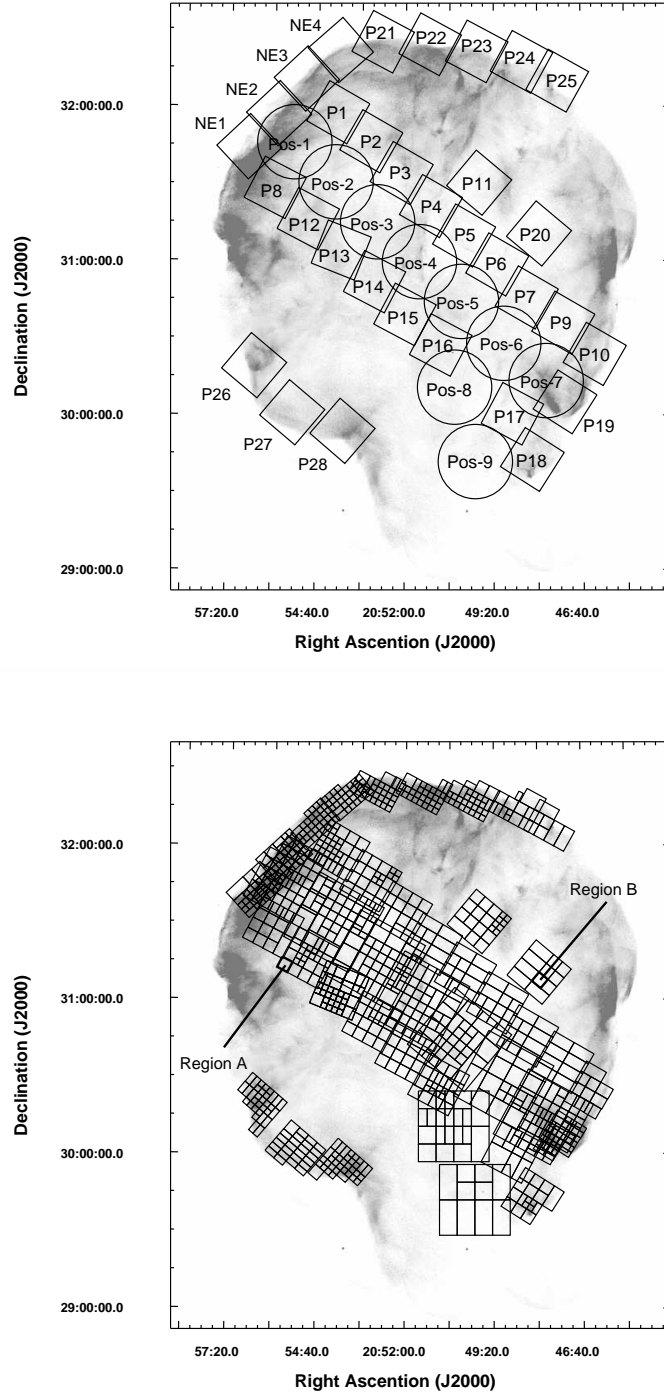 NE4
P21
P22
P23
NE3
P24
P25
NE2
32:00:00.0
NE1
P1
Pos-1
P2
P3
P11
P8
Pos-2
P4
P12
Pos-3
P5
P20
P13
Pos-4
P6
31:00:00.0
P14
Pos-5
P7
P15
P9
P16
Pos-6
P10
P26
Pos-8
Pos-7
30:00:00.0
P17
P19
P27
P28
Pos-9
P18
29:00:00.0
Declination (J2000)
57:20.0 54:40.0 20:52:00.0 49:20.0 46:40.0
Right Ascention (J2000)
32:00:00.0
Region B
31:00:00.0
Region A
30:00:00.0
29:00:00.0
Declination (J2000)
57:20.0 54:40.0 20:52:00.0 49:20.0 46:40.0
Right Ascention (J2000)